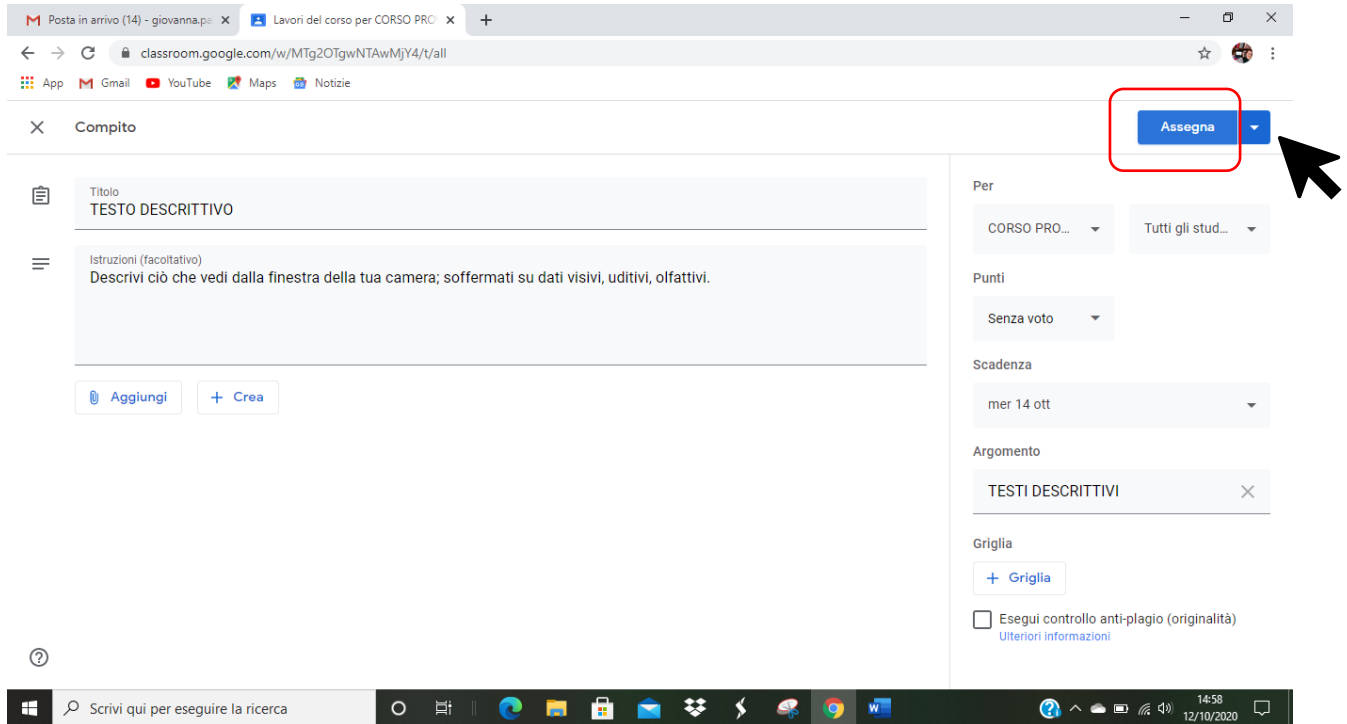 Posta in arrivo (14) - giovanna.pa
Lavori del corso per CORSO PRO
classroom.google.com/w/MTg2OTgwNTAwMjY4/t/all
App Gmail YouTube Maps Notizie
Compito
Assegna
Titolo
TESTO DESCRITTIVO
Istruzioni (facoltativo)
Descrivi ciò che vedi dalla finestra della tua camera; soffermati su dati visivi, uditivi, olfattivi.
Aggiungi
+ Crea
Per
CORSO PRO...
Tutti gli stud...
Punti
Senza voto
Scadenza
mer 14 ott
Argomento
TESTI DESCRITTIVI
Griglia
+ Griglia
Esegui controllo anti-plagio (originalità)
Ulteriori informazioni
Scrivi qui per eseguire la ricerca
14:58
12/10/2020